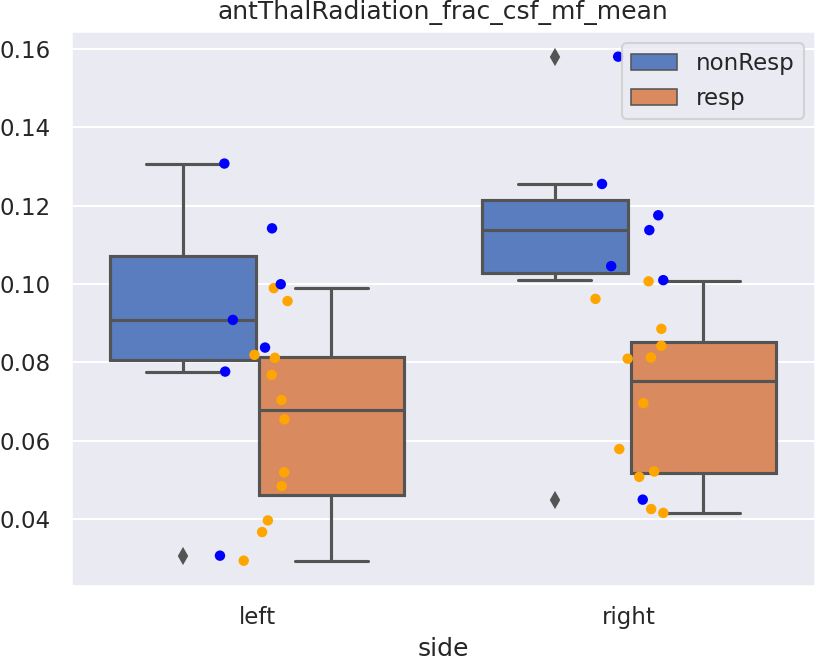 antThalRadiation_frac_csf_mf_mean
0.16
0.14
0.12
0.10
0.08
0.06
0.04
nonResp
resp
left right
side